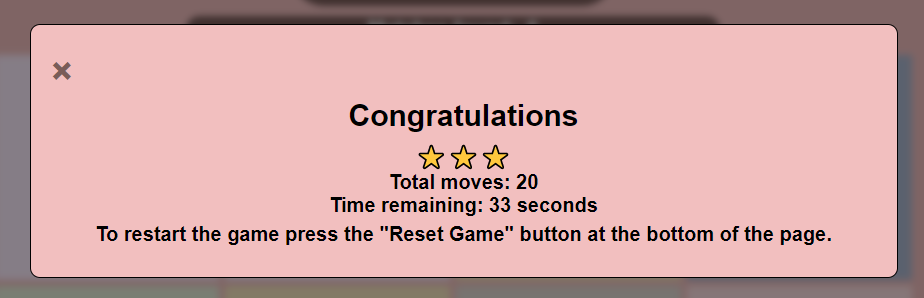 Congratulations
Total moves: 20
Time remaining: 33 seconds
To restart the game press the "Reset Game" button at the bottom of the page.